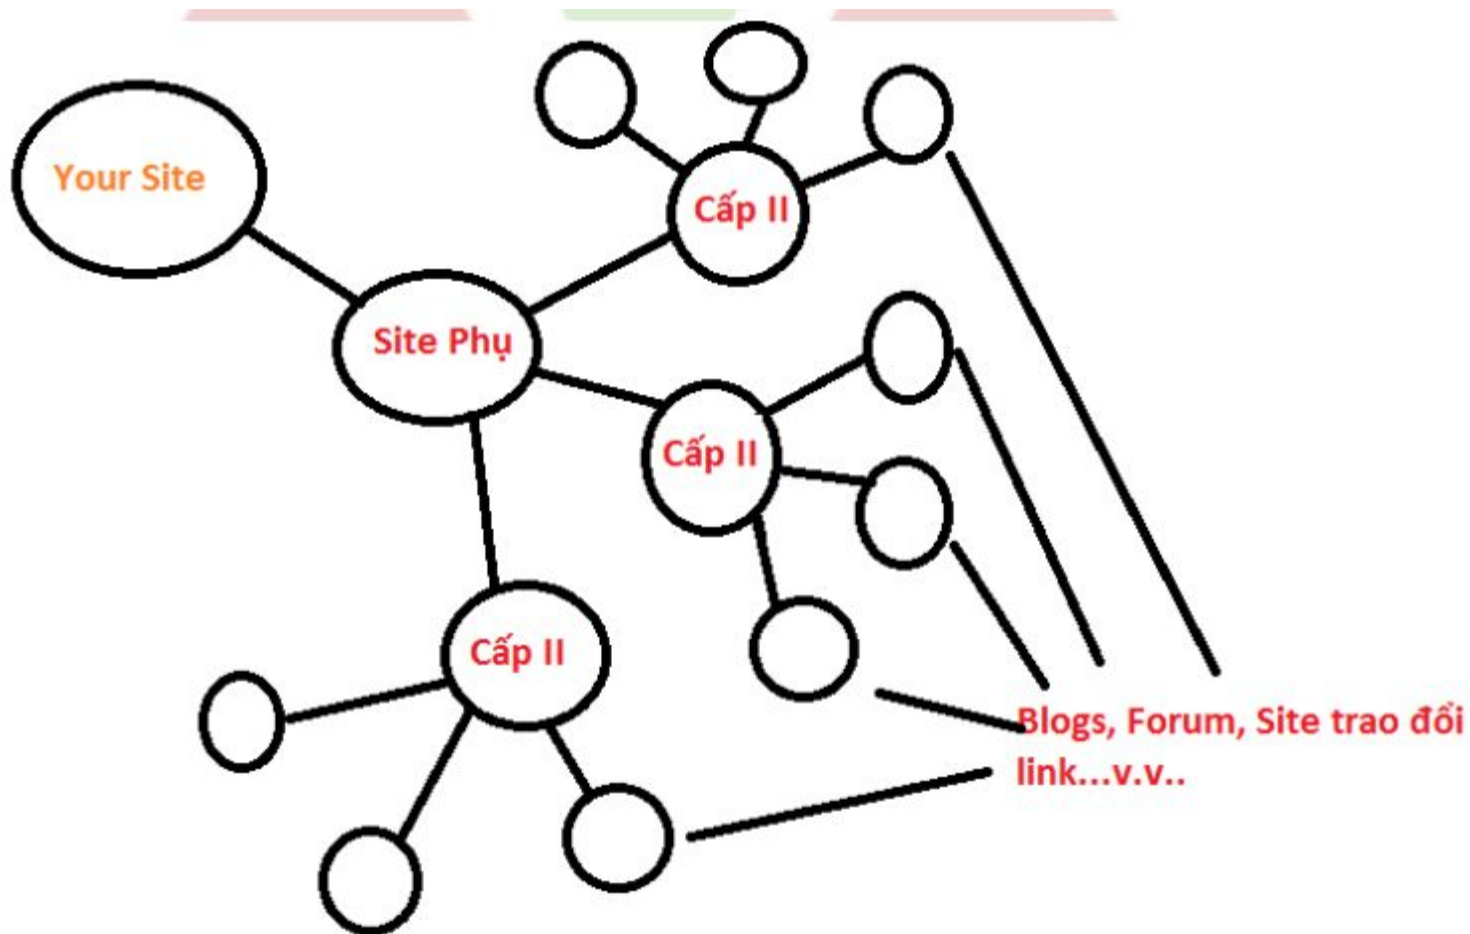 Your Site
Cấp II
Site Phụ
Cấp II
Cấp II
Blogs, Forum, Site trao đổi
link...v.v..